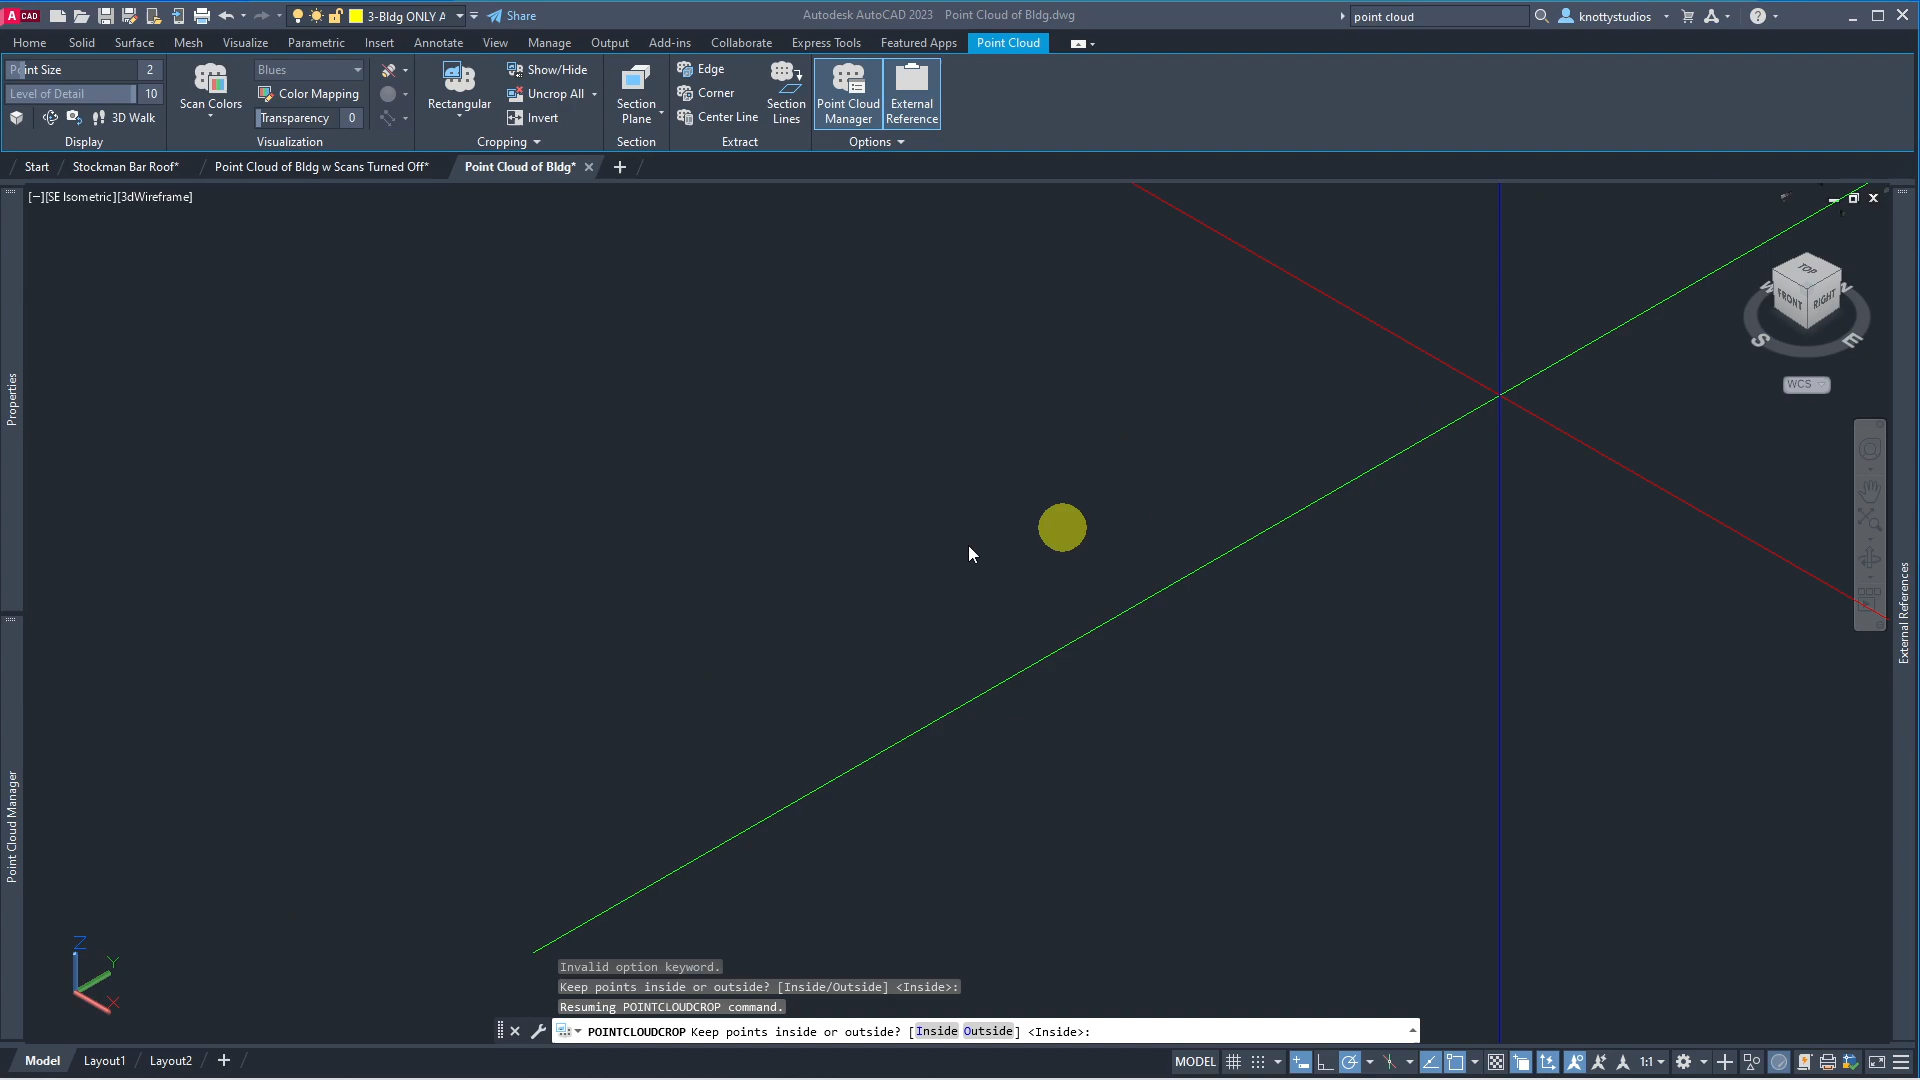 CAD
3-Bldg ONLY A
Share
Autodesk AutoCAD 2023 Point Cloud of Bldg.dwg
point cloud
knottystudios
Home Solid Surface Mesh Visualize Parametric Insert Annotate View Manage Output Add-ins Collaborate Express Tools Featured Apps Point Cloud
Point Size 2
Level of Detail 10
3D Walk
Display
Scan Colors
Blues
Color Mapping
Transparency 0
Visualization
Rectangular
Show/Hide
Uncrop All
Invert
Cropping
Section
Plane
Section
Edge
Corner
Center Line
Section
Lines
Extract
Point Cloud
Manager
External
Reference
Options
Start Stockman Bar Roof* Point Cloud of Bldg w Scans Turned Off* Point Cloud of Bldg*
[−][SE Isometric][3dWireframe]
TOP
FRONT
RIGHT
W
N
S
E
WCS
Properties
External References
Point Cloud Manager
Z
Y
X
Invalid option keyword.
Keep points inside or outside? [Inside/Outside] <Inside>:
Resuming POINTCLOUDCROP command.
POINTCLOUDCROP Keep points inside or outside? [Inside Outside] <Inside>:
Model Layout1 Layout2
MODEL
1:1